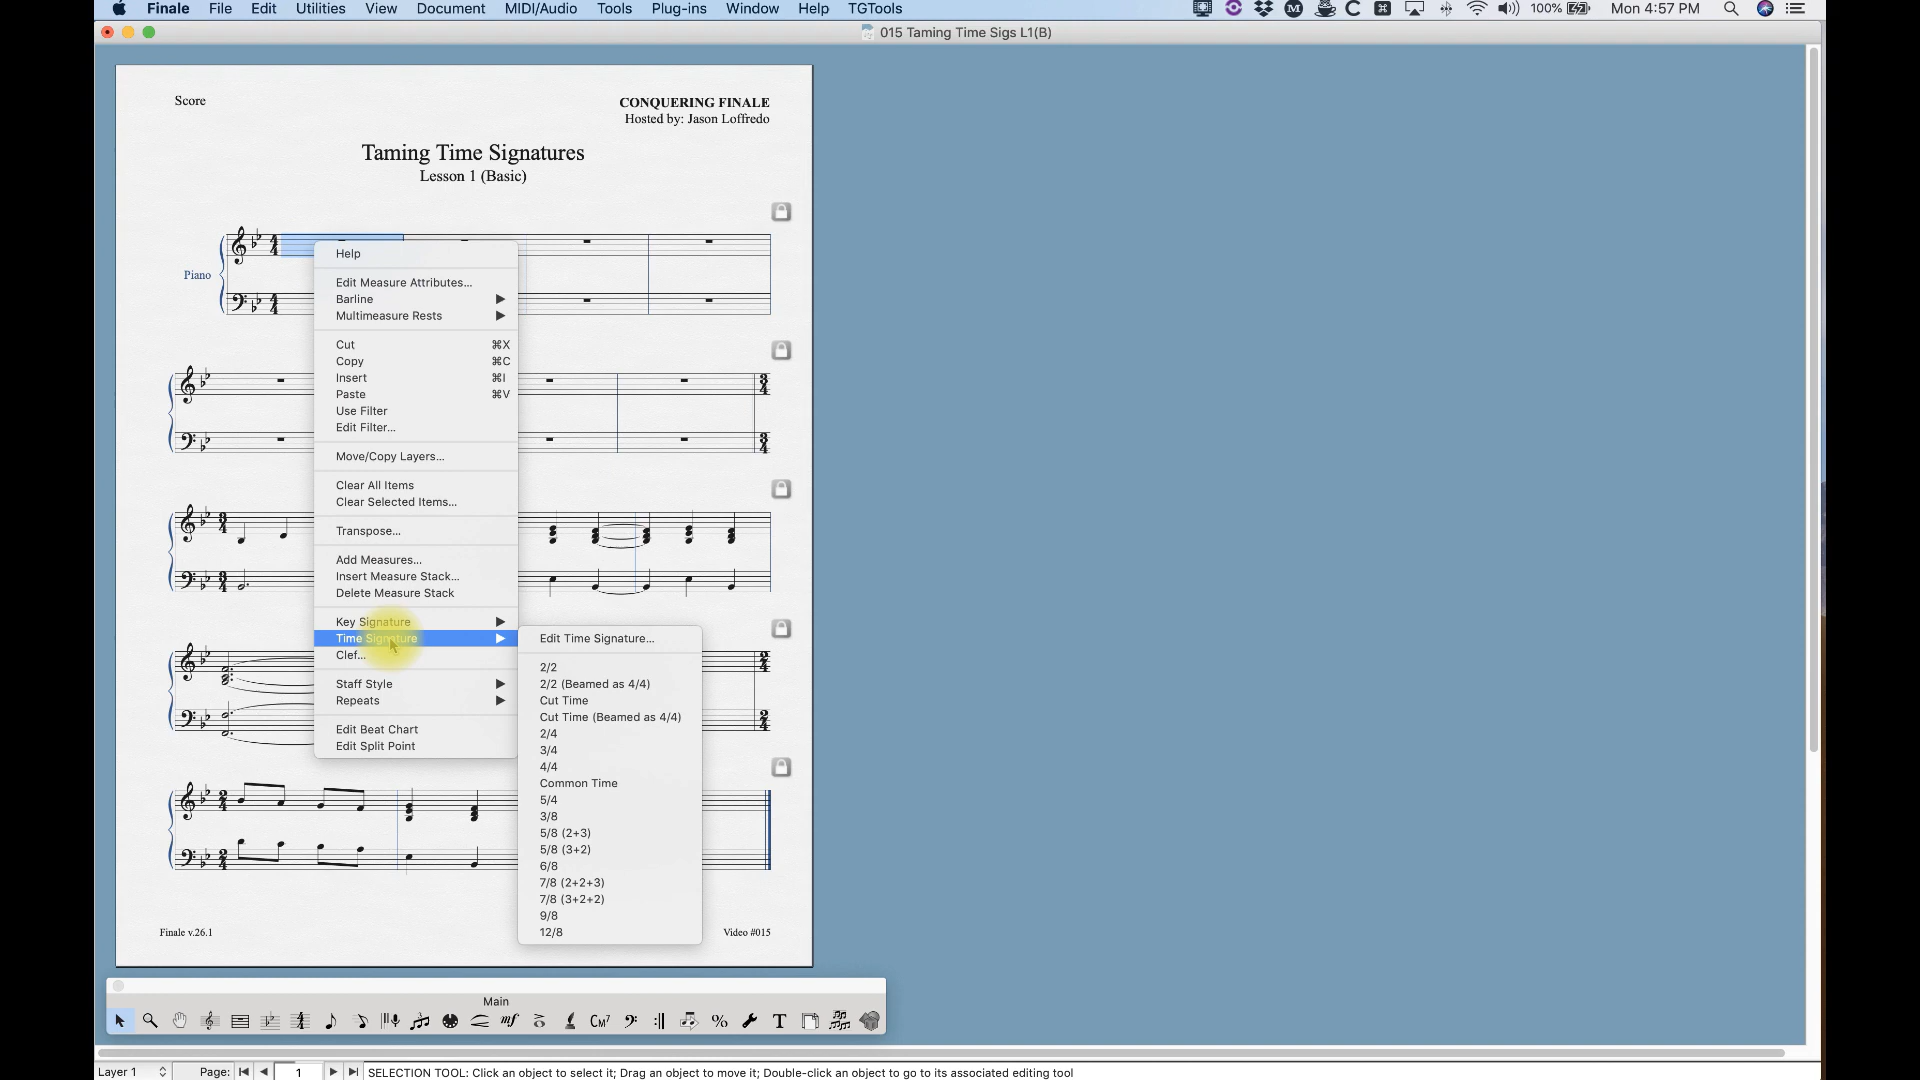 Finale File Edit Utilities View Document MIDI/Audio Tools Plug-ins Window Help TGTools 100% Mon 4:57 PM
015 Taming Time Sigs L1(B)
Score
CONQUERING FINALE
Hosted by: Jason Loffredo
Taming Time Signatures
Lesson 1 (Basic)
Piano
Help
Edit Measure Attributes...
Barline
Multimeasure Rests
Cut ⌘X
Copy ⌘C
Insert ⌘I
Paste ⌘V
Use Filter
Edit Filter...
Move/Copy Layers...
Clear All Items
Clear Selected Items...
Transpose...
Add Measures...
Insert Measure Stack...
Delete Measure Stack
Key Signature
Time Signature
Clef...
Staff Style
Repeats
Edit Beat Chart
Edit Split Point
Edit Time Signature...
2/2
2/2 (Beamed as 4/4)
Cut Time
Cut Time (Beamed as 4/4)
2/4
3/4
4/4
Common Time
5/4
3/8
5/8 (2+3)
5/8 (3+2)
6/8
7/8 (2+2+3)
7/8 (3+2+2)
9/8
12/8
Finale v.26.1
Video #015
Main
Layer 1 Page: 1 SELECTION TOOL: Click an object to select it; Drag an object to move it; Double-click an object to go to its associated editing tool